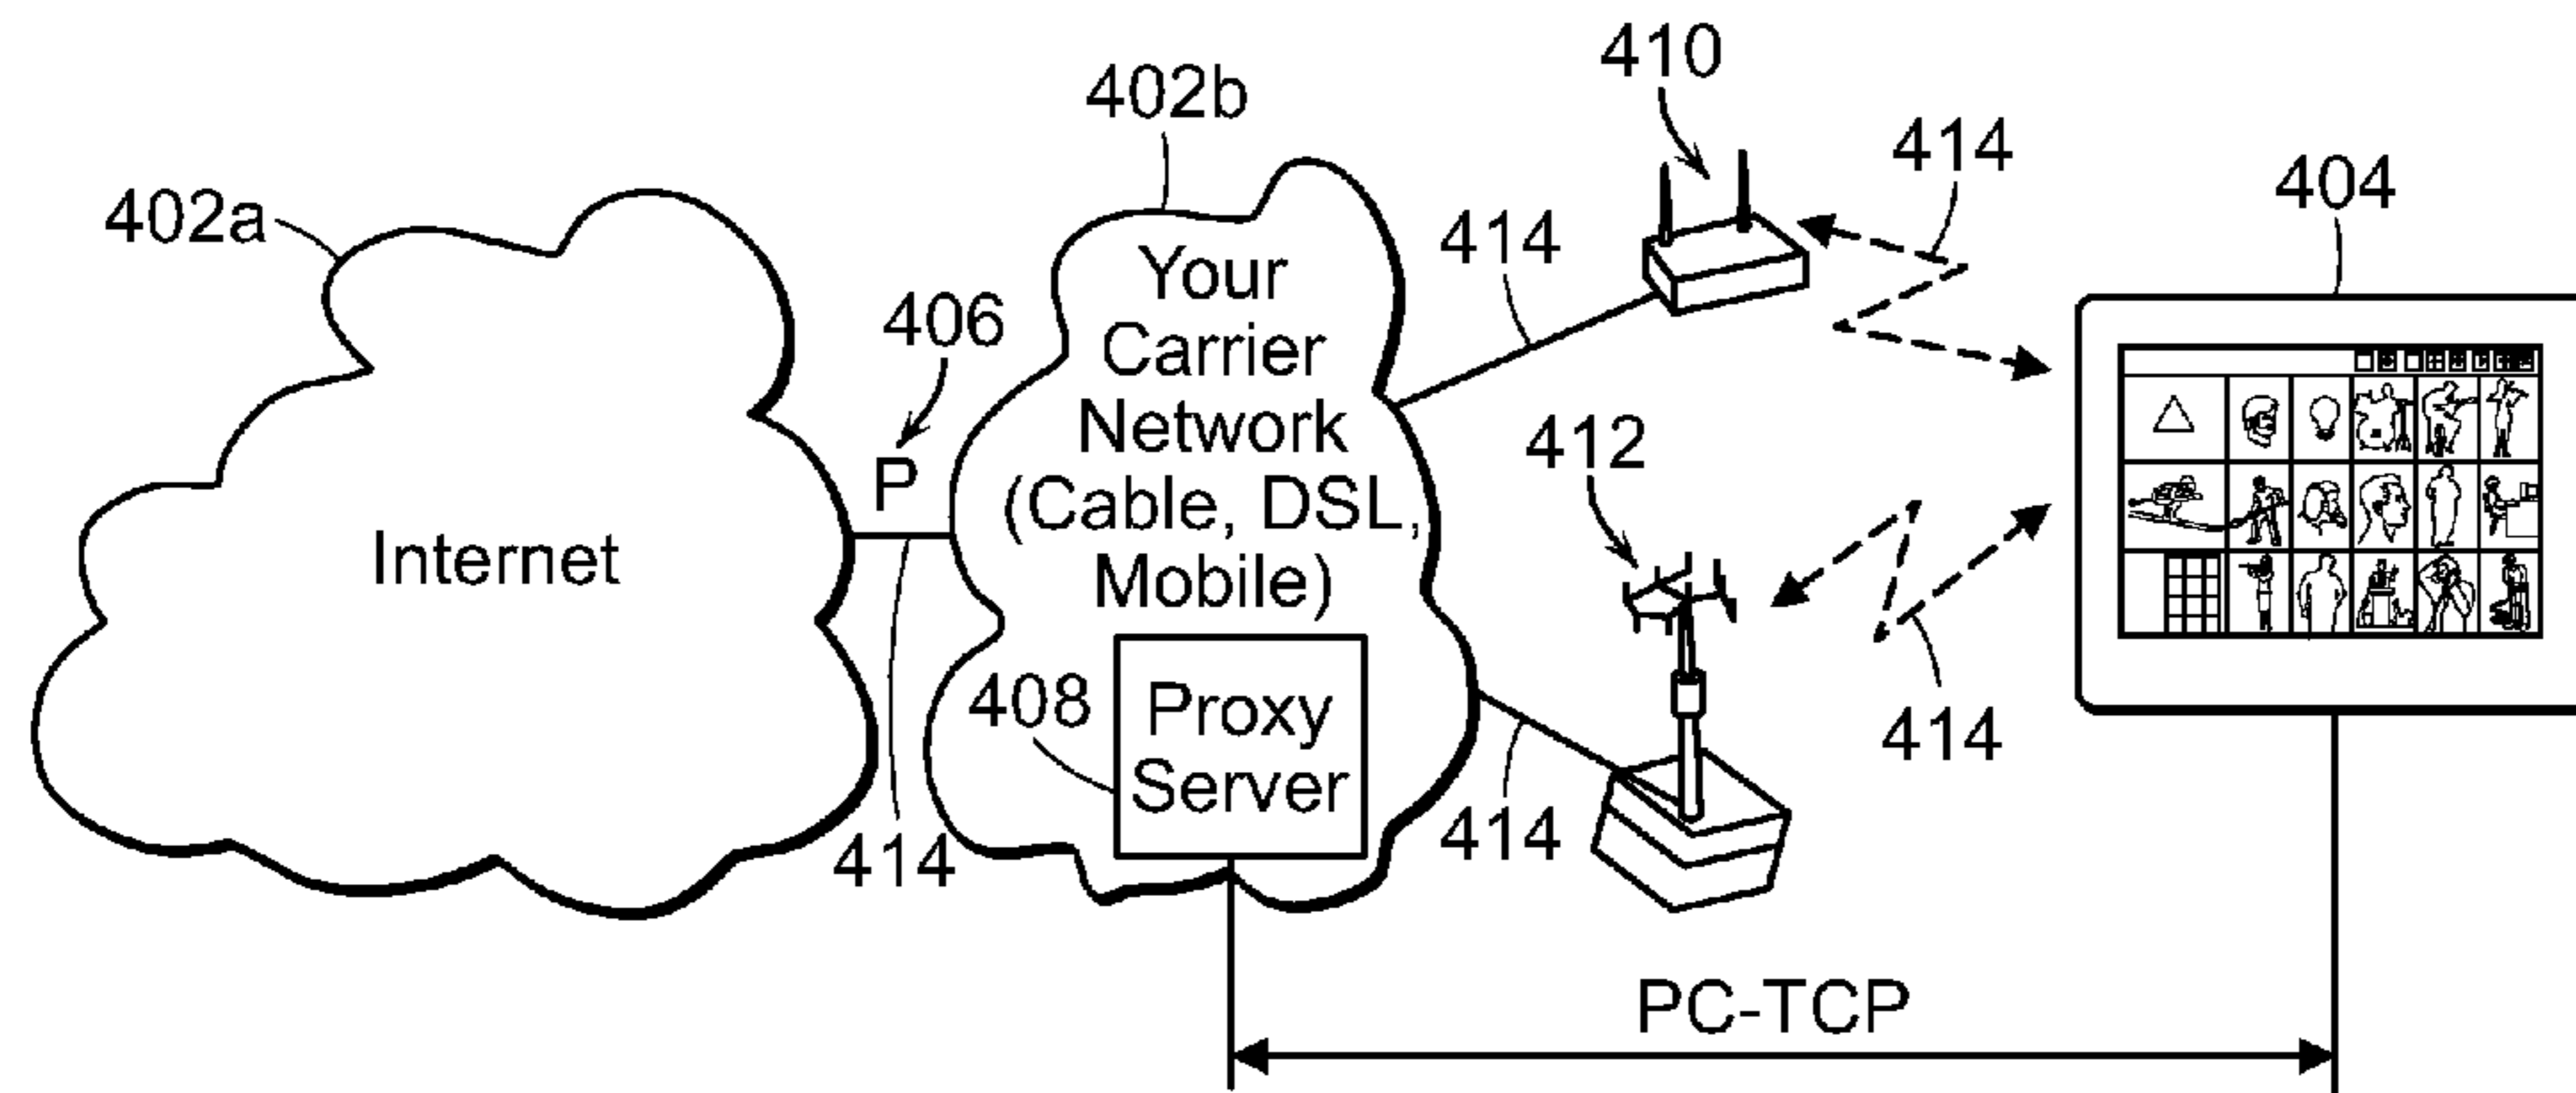 410
402b
414
404
402a
414
Your
Carrier
Network
(Cable, DSL,
Mobile)
406
P
412
Internet
408
Proxy
Server
414
414
414
PC-TCP